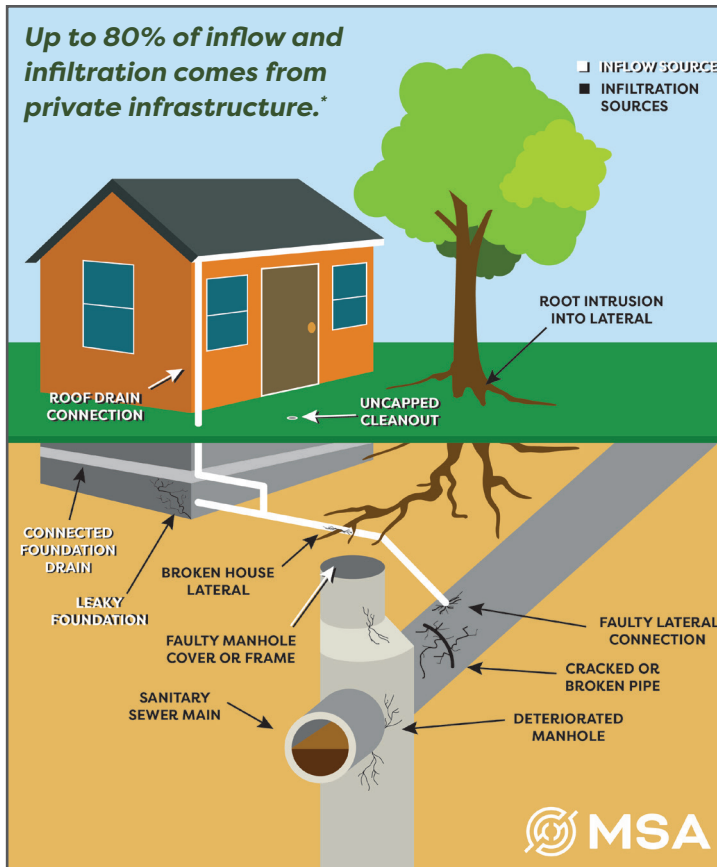 Up to 80% of inflow and
infiltration comes from
private infrastructure.*
INFLOW SOURCE
INFILTRATION
SOURCES
ROOT INTRUSION
INTO LATERAL
ROOF DRAIN
CONNECTION
UNCAPPED
CLEANOUT
CONNECTED
FOUNDATION
DRAIN
LEAKY
FOUNDATION
BROKEN HOUSE
LATERAL
FAULTY MANHOLE
COVER OR FRAME
FAULTY LATERAL
CONNECTION
CRACKED OR
BROKEN PIPE
SANITARY
SEWER MAIN
DETERIORATED
MANHOLE
MSA